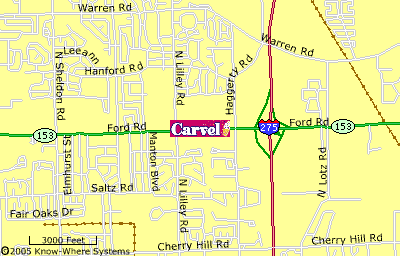 Warren Rd
Leeann
Hanford Rd
N Sheldon Rd
N Lilley Rd
Haggerty Rd
Warren Rd
153
Ford Rd
Carvel
275
Ford Rd
153
Elmhurst St
Manton Blvd
N Lilley Rd
N Lotz Rd
Saltz Rd
Fair Oaks Dr
3000 Feet
Cherry Hill Rd
Cherry Hill Rd
©2005 Know-Where Systems